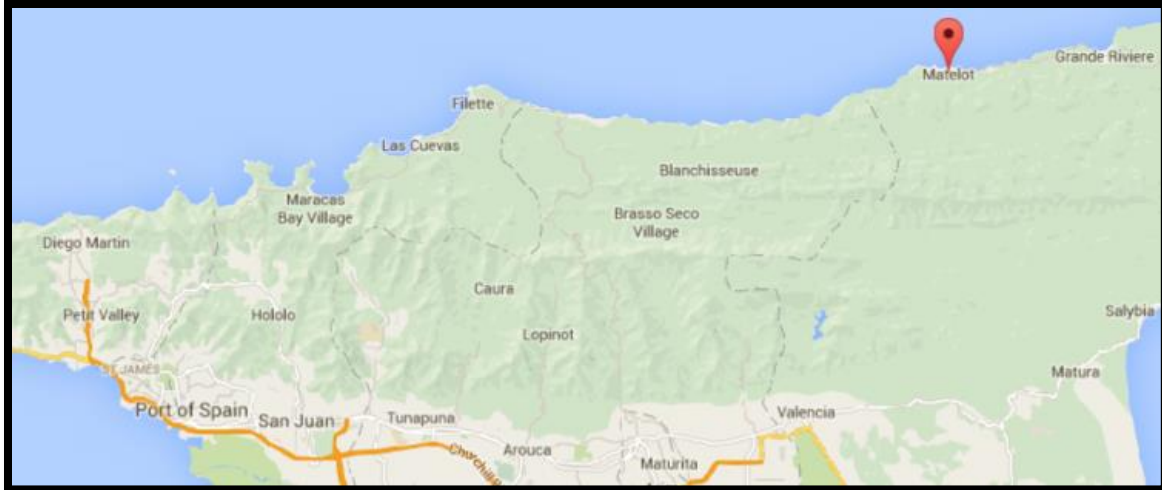 Grande Riviere
Matelot
Filette
Las Cuevas
Blanchisseuse
Maracas
Bay Village
Brasso Seco
Village
Diego Martin
Caura
Petit Valley
Hololo
Salybia
Lopinot
ST JAMES
Matura
Port of Spain
San Juan
Tunapuna
Valencia
Arouca
Churchill
Maturita